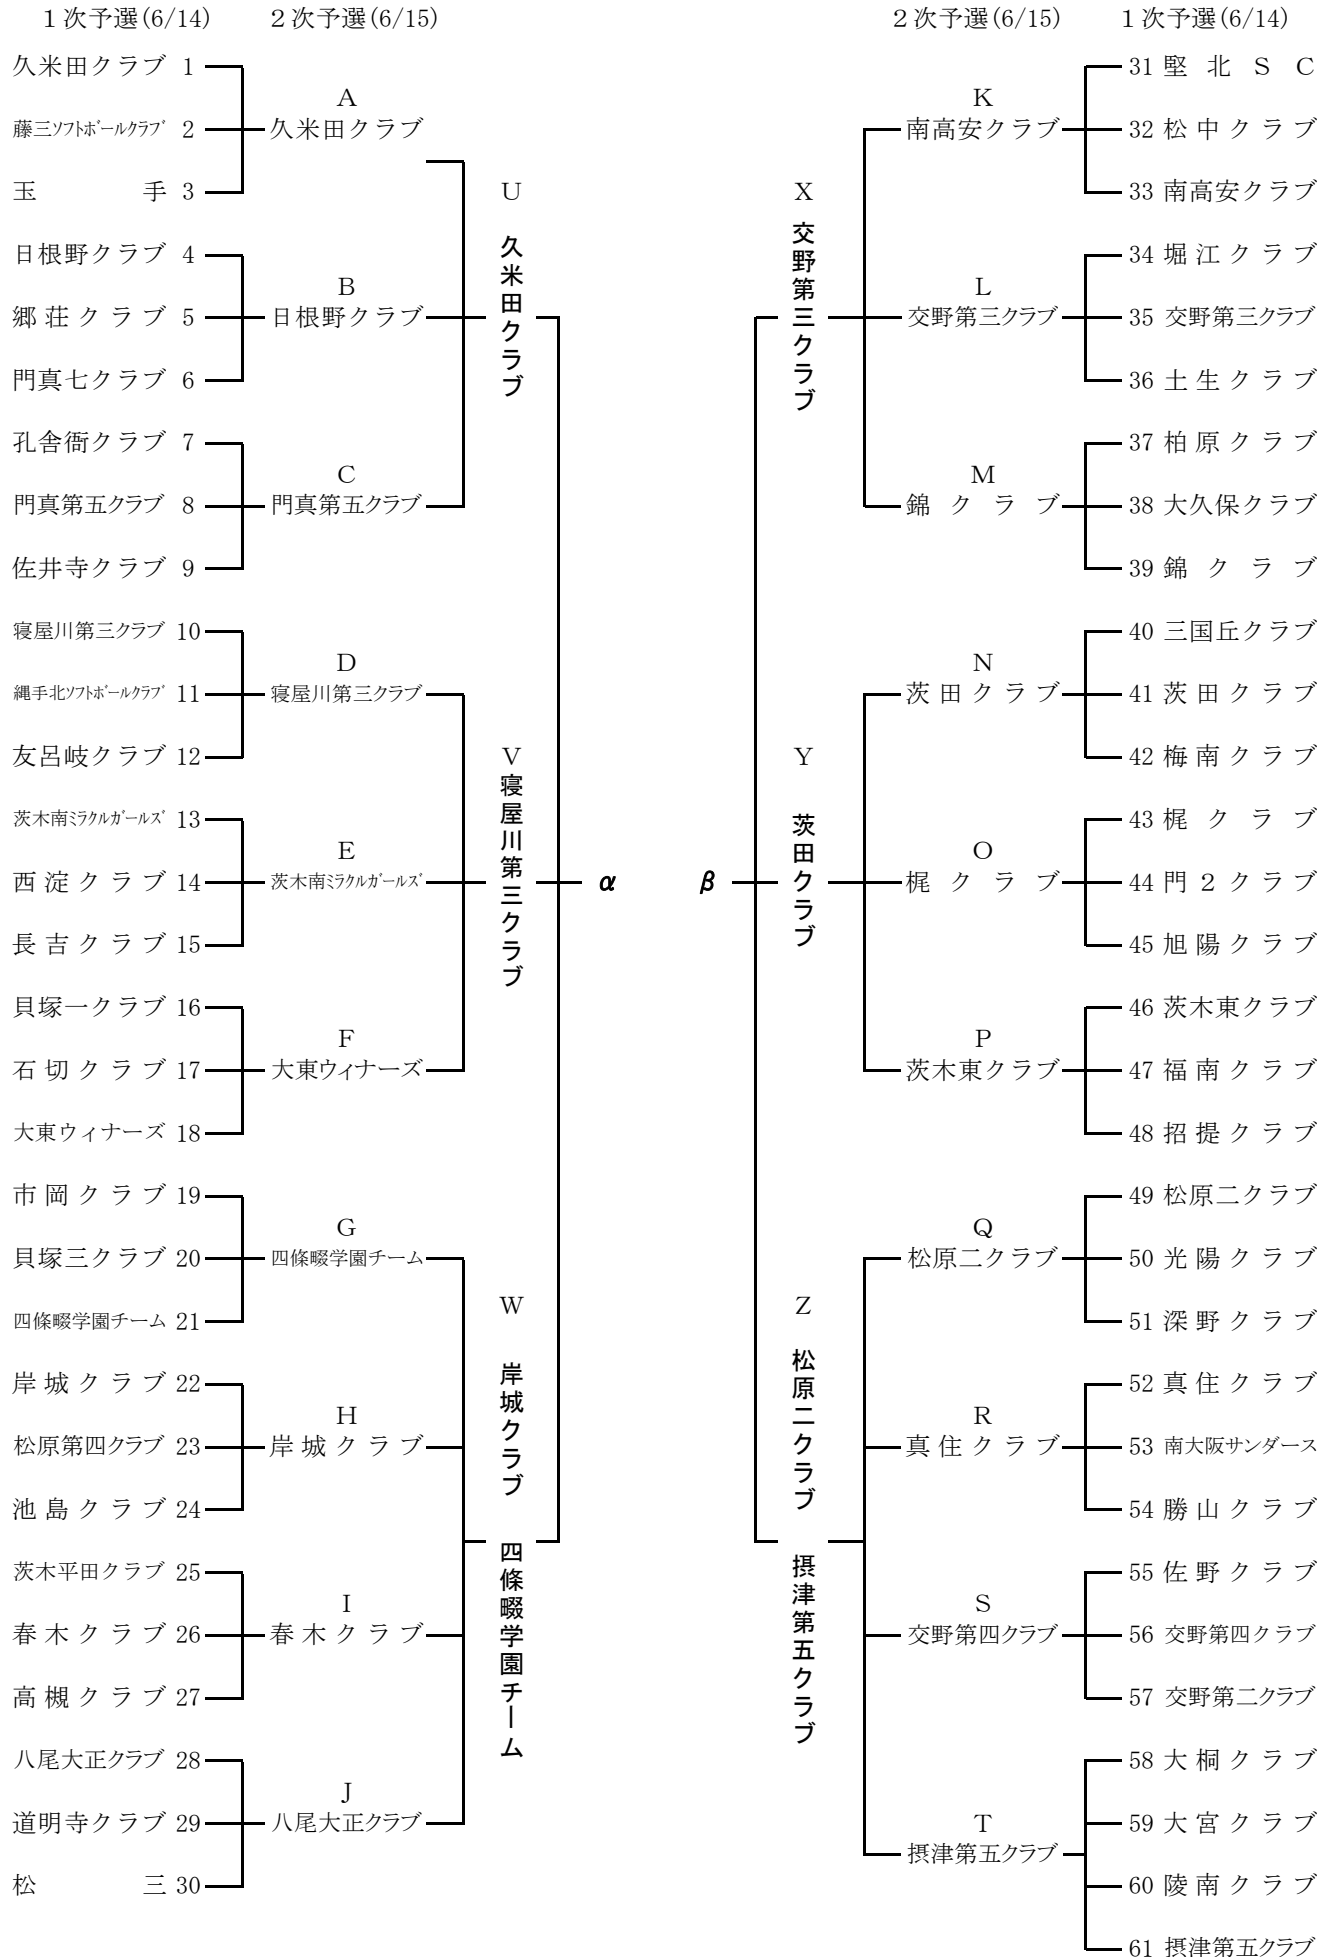 １次予選(6/14) ２次予選(6/15)
久米田クラブ 1
藤三ソフトボールクラブ 2
玉手 3
A
久米田クラブ
日根野クラブ 4
郷荘クラブ 5
門真七クラブ 6
B
日根野クラブ
孔舎衙クラブ 7
門真第五クラブ 8
佐井寺クラブ 9
C
門真第五クラブ
U 久米田クラブ
寝屋川第三クラブ 10
縄手北ソフトボールクラブ 11
友呂岐クラブ 12
D
寝屋川第三クラブ
茨木南ミラクルガールズ 13
西淀クラブ 14
長吉クラブ 15
E
茨木南ミラクルガールズ
貝塚一クラブ 16
石切クラブ 17
大東ウィナーズ 18
F
大東ウィナーズ
V 寝屋川第三クラブ
市岡クラブ 19
貝塚三クラブ 20
四條畷学園チーム 21
G
四條畷学園チーム
岸城クラブ 22
松原第四クラブ 23
池島クラブ 24
H
岸城クラブ
茨木平田クラブ 25
春木クラブ 26
高槻クラブ 27
I
春木クラブ
八尾大正クラブ 28
道明寺クラブ 29
松三 30
J
八尾大正クラブ
W 岸城クラブ 四條畷学園チーム
α
２次予選(6/15) １次予選(6/14)
β
X 交野第三クラブ
K
南高安クラブ
31 堅北ＳＣ
32 松中クラブ
33 南高安クラブ
L
交野第三クラブ
34 堀江クラブ
35 交野第三クラブ
36 土生クラブ
M
錦クラブ
37 柏原クラブ
38 大久保クラブ
39 錦クラブ
Y 茨田クラブ
N
茨田クラブ
40 三国丘クラブ
41 茨田クラブ
42 梅南クラブ
O
梶クラブ
43 梶クラブ
44 門２クラブ
45 旭陽クラブ
P
茨木東クラブ
46 茨木東クラブ
47 福南クラブ
48 招提クラブ
Z 松原二クラブ 摂津第五クラブ
Q
松原二クラブ
49 松原二クラブ
50 光陽クラブ
51 深野クラブ
R
真住クラブ
52 真住クラブ
53 南大阪サンダース
54 勝山クラブ
S
交野第四クラブ
55 佐野クラブ
56 交野第四クラブ
57 交野第二クラブ
T
摂津第五クラブ
58 大桐クラブ
59 大宮クラブ
60 陵南クラブ
61 摂津第五クラブ